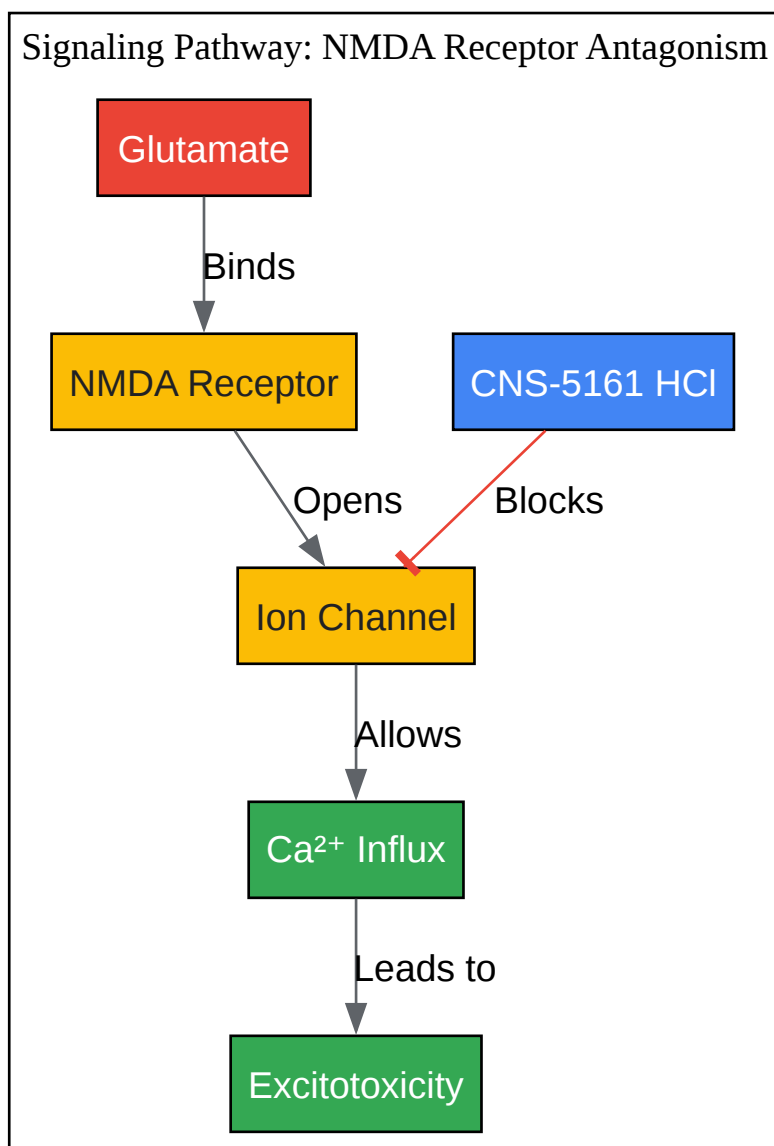 Signaling Pathway: NMDA Receptor Antagonism
Glutamate
Binds
NMDA Receptor
CNS-5161 HCl
Opens
Blocks
Ion Channel
Allows
Ca²⁺ Influx
Leads to
Excitotoxicity